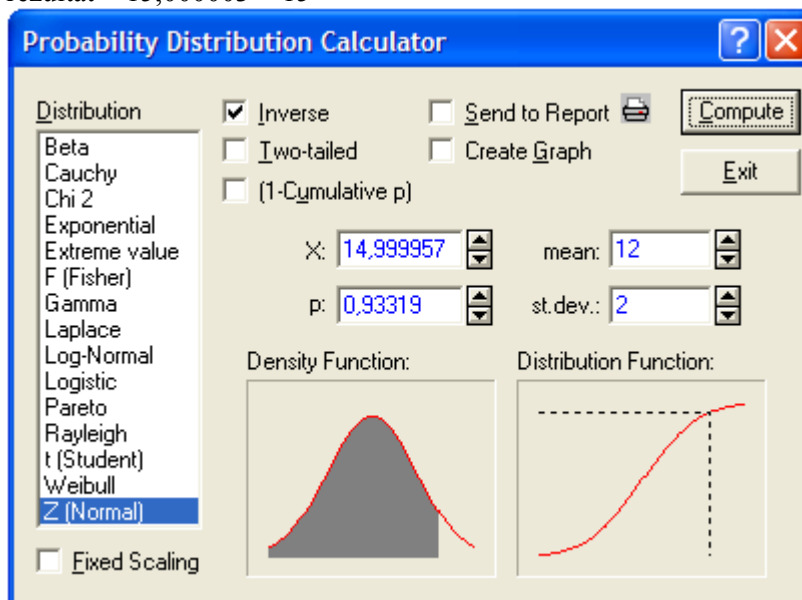 Probability Distribution Calculator
Distribution
Inverse
Send to Report
Compute
Two-tailed
Create Graph
Exit
(1-Cumulative p)
Beta
Cauchy
Chi 2
Exponential
Extreme value
F (Fisher)
Gamma
Laplace
Log-Normal
Logistic
Pareto
Rayleigh
t (Student)
Weibull
Z (Normal)
X: 14,999957
mean: 12
p: 0,93319
st.dev.: 2
Density Function:
Distribution Function:
Fixed Scaling